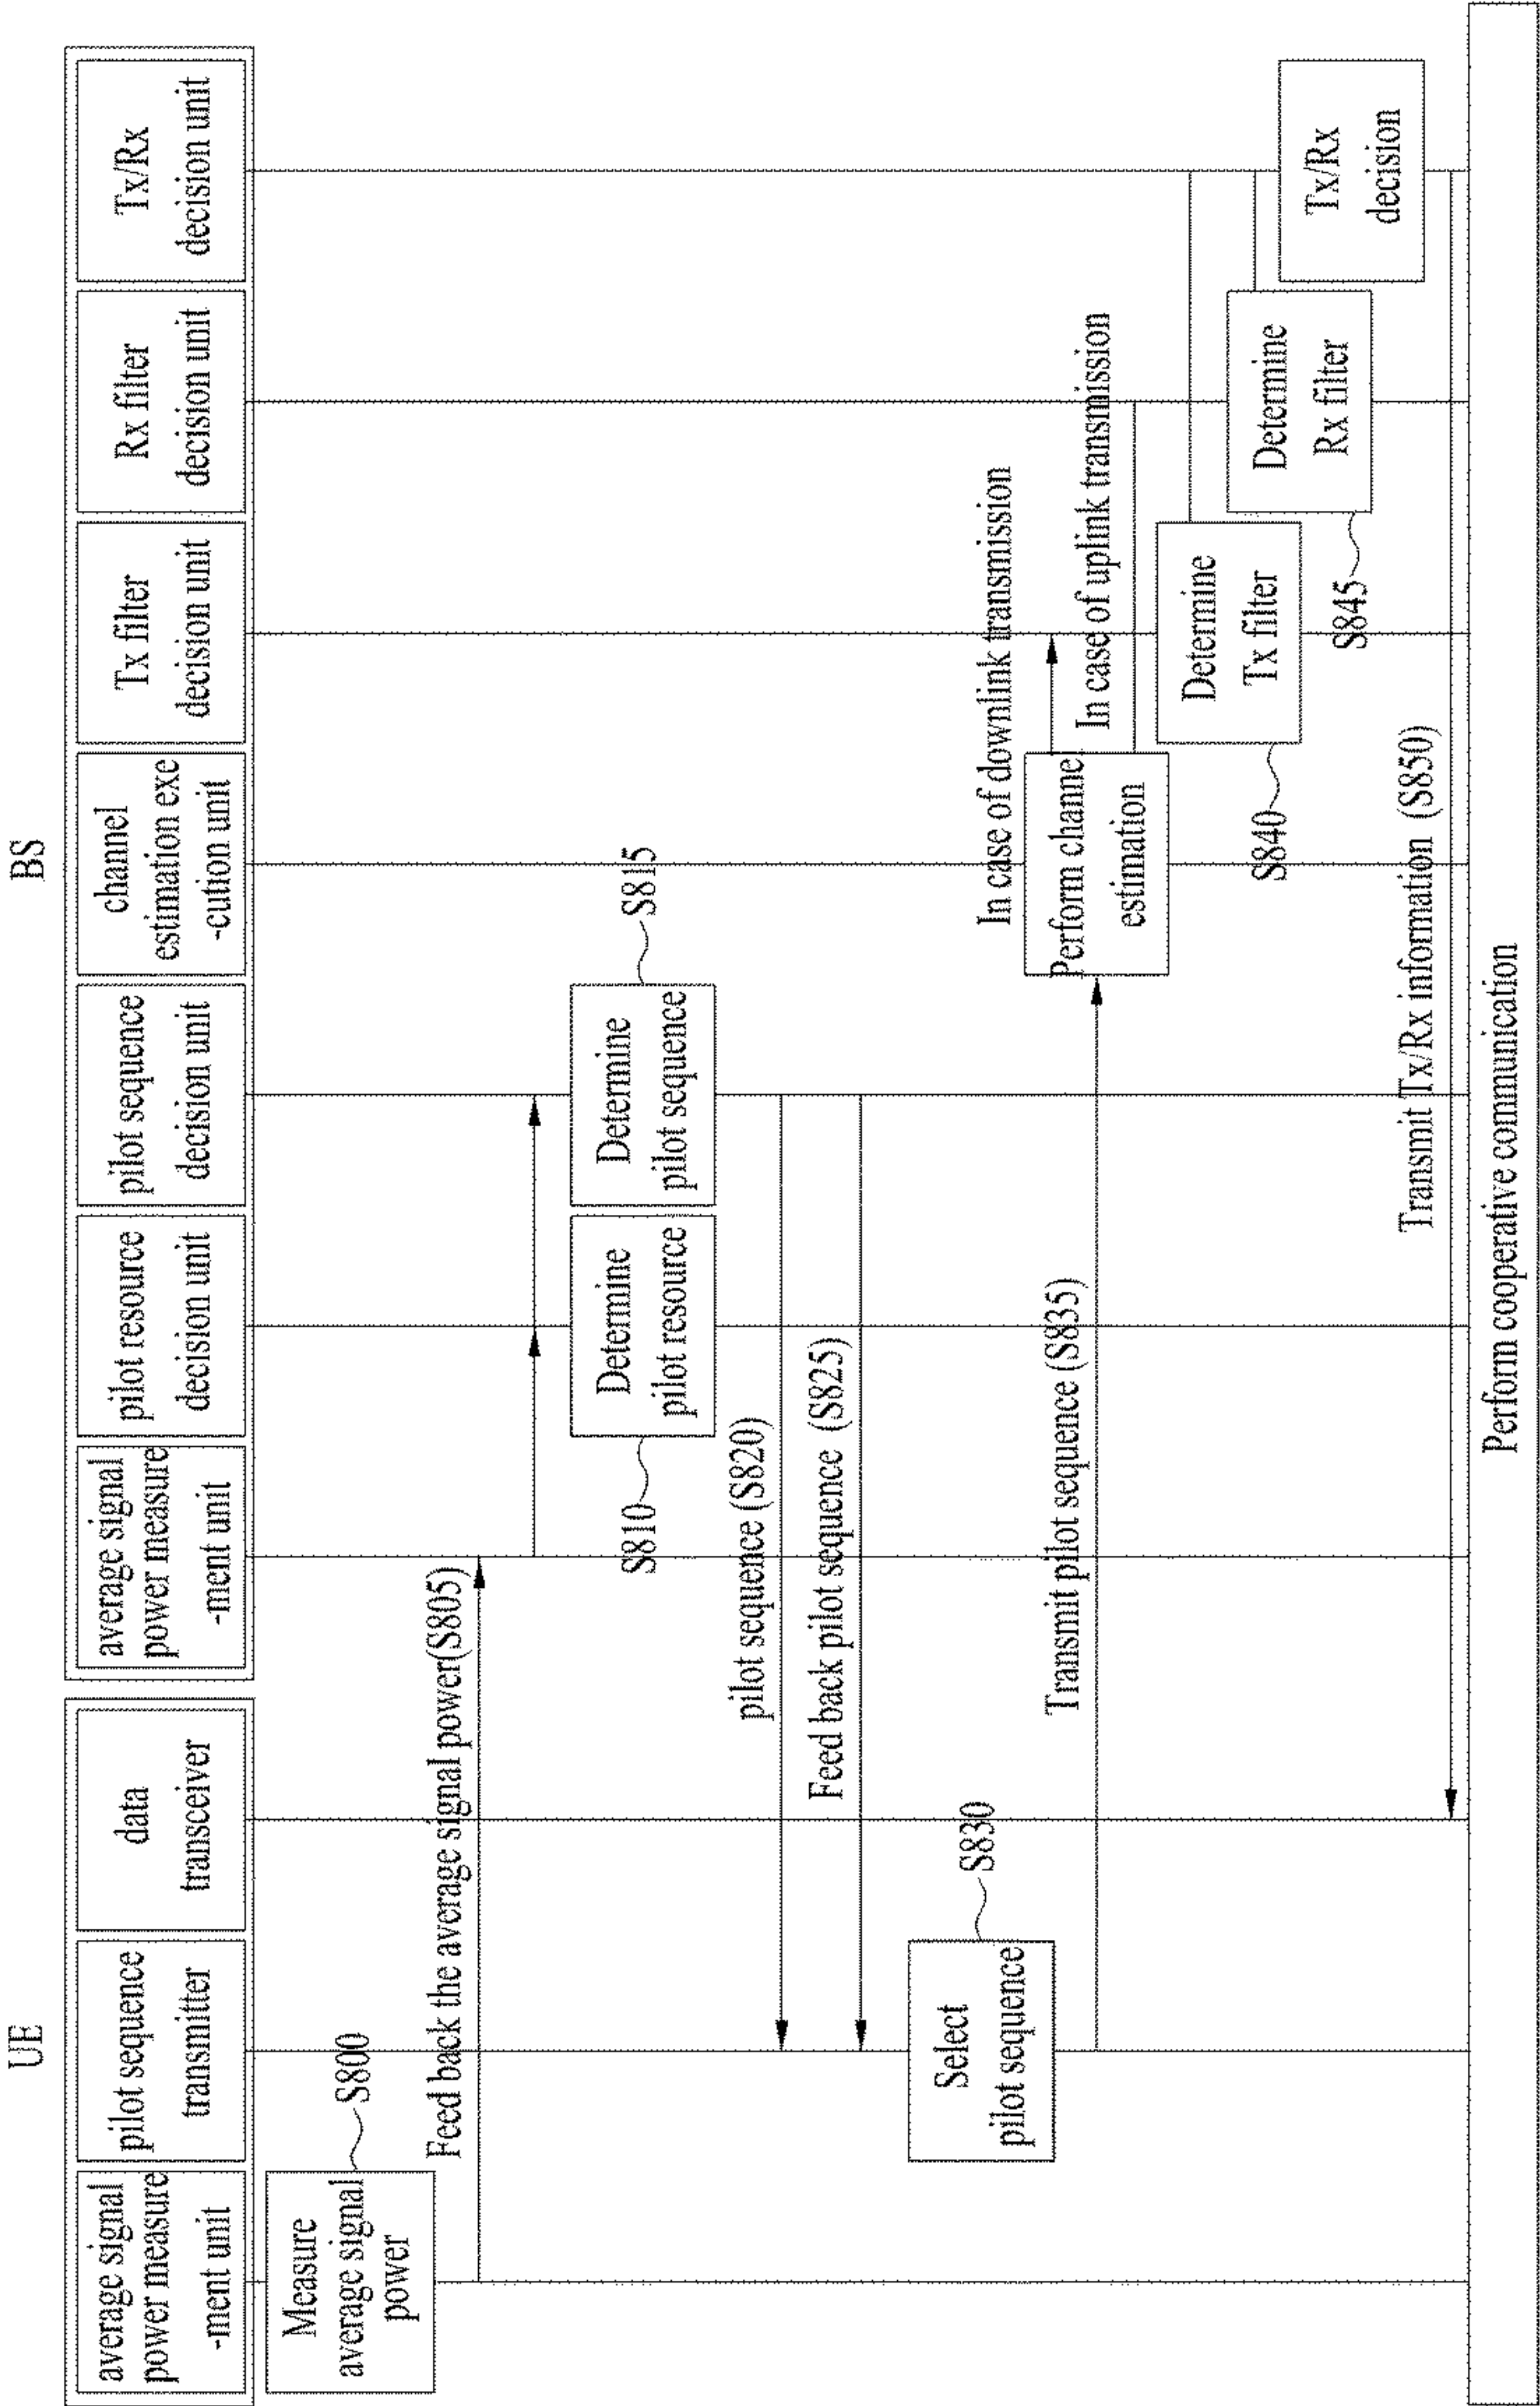 UE
BS
average signal
power measure
-ment unit
pilot sequence
transmitter
data
transceiver
average signal
power measure
-ment unit
pilot resource
decision unit
pilot sequence
decision unit
channel
estimation exe
-cution unit
Tx filter
decision unit
Rx filter
decision unit
Tx/Rx
decision unit
Measure
average signal
power
S800
Feed back the average signal power(S805)
S810
Determine
pilot resource
Determine
pilot sequence
S815
pilot sequence (S820)
Feed back pilot sequence (S825)
Select
pilot sequence
S830
Transmit pilot sequence (S835)
In case of downlink transmission
Perform channe
estimation
In case of uplink transmission
Determine
Tx filter
S840
Determine
Rx filter
S845
Tx/Rx
decision
Transmit Tx/Rx information (S850)
Perform cooperative communication